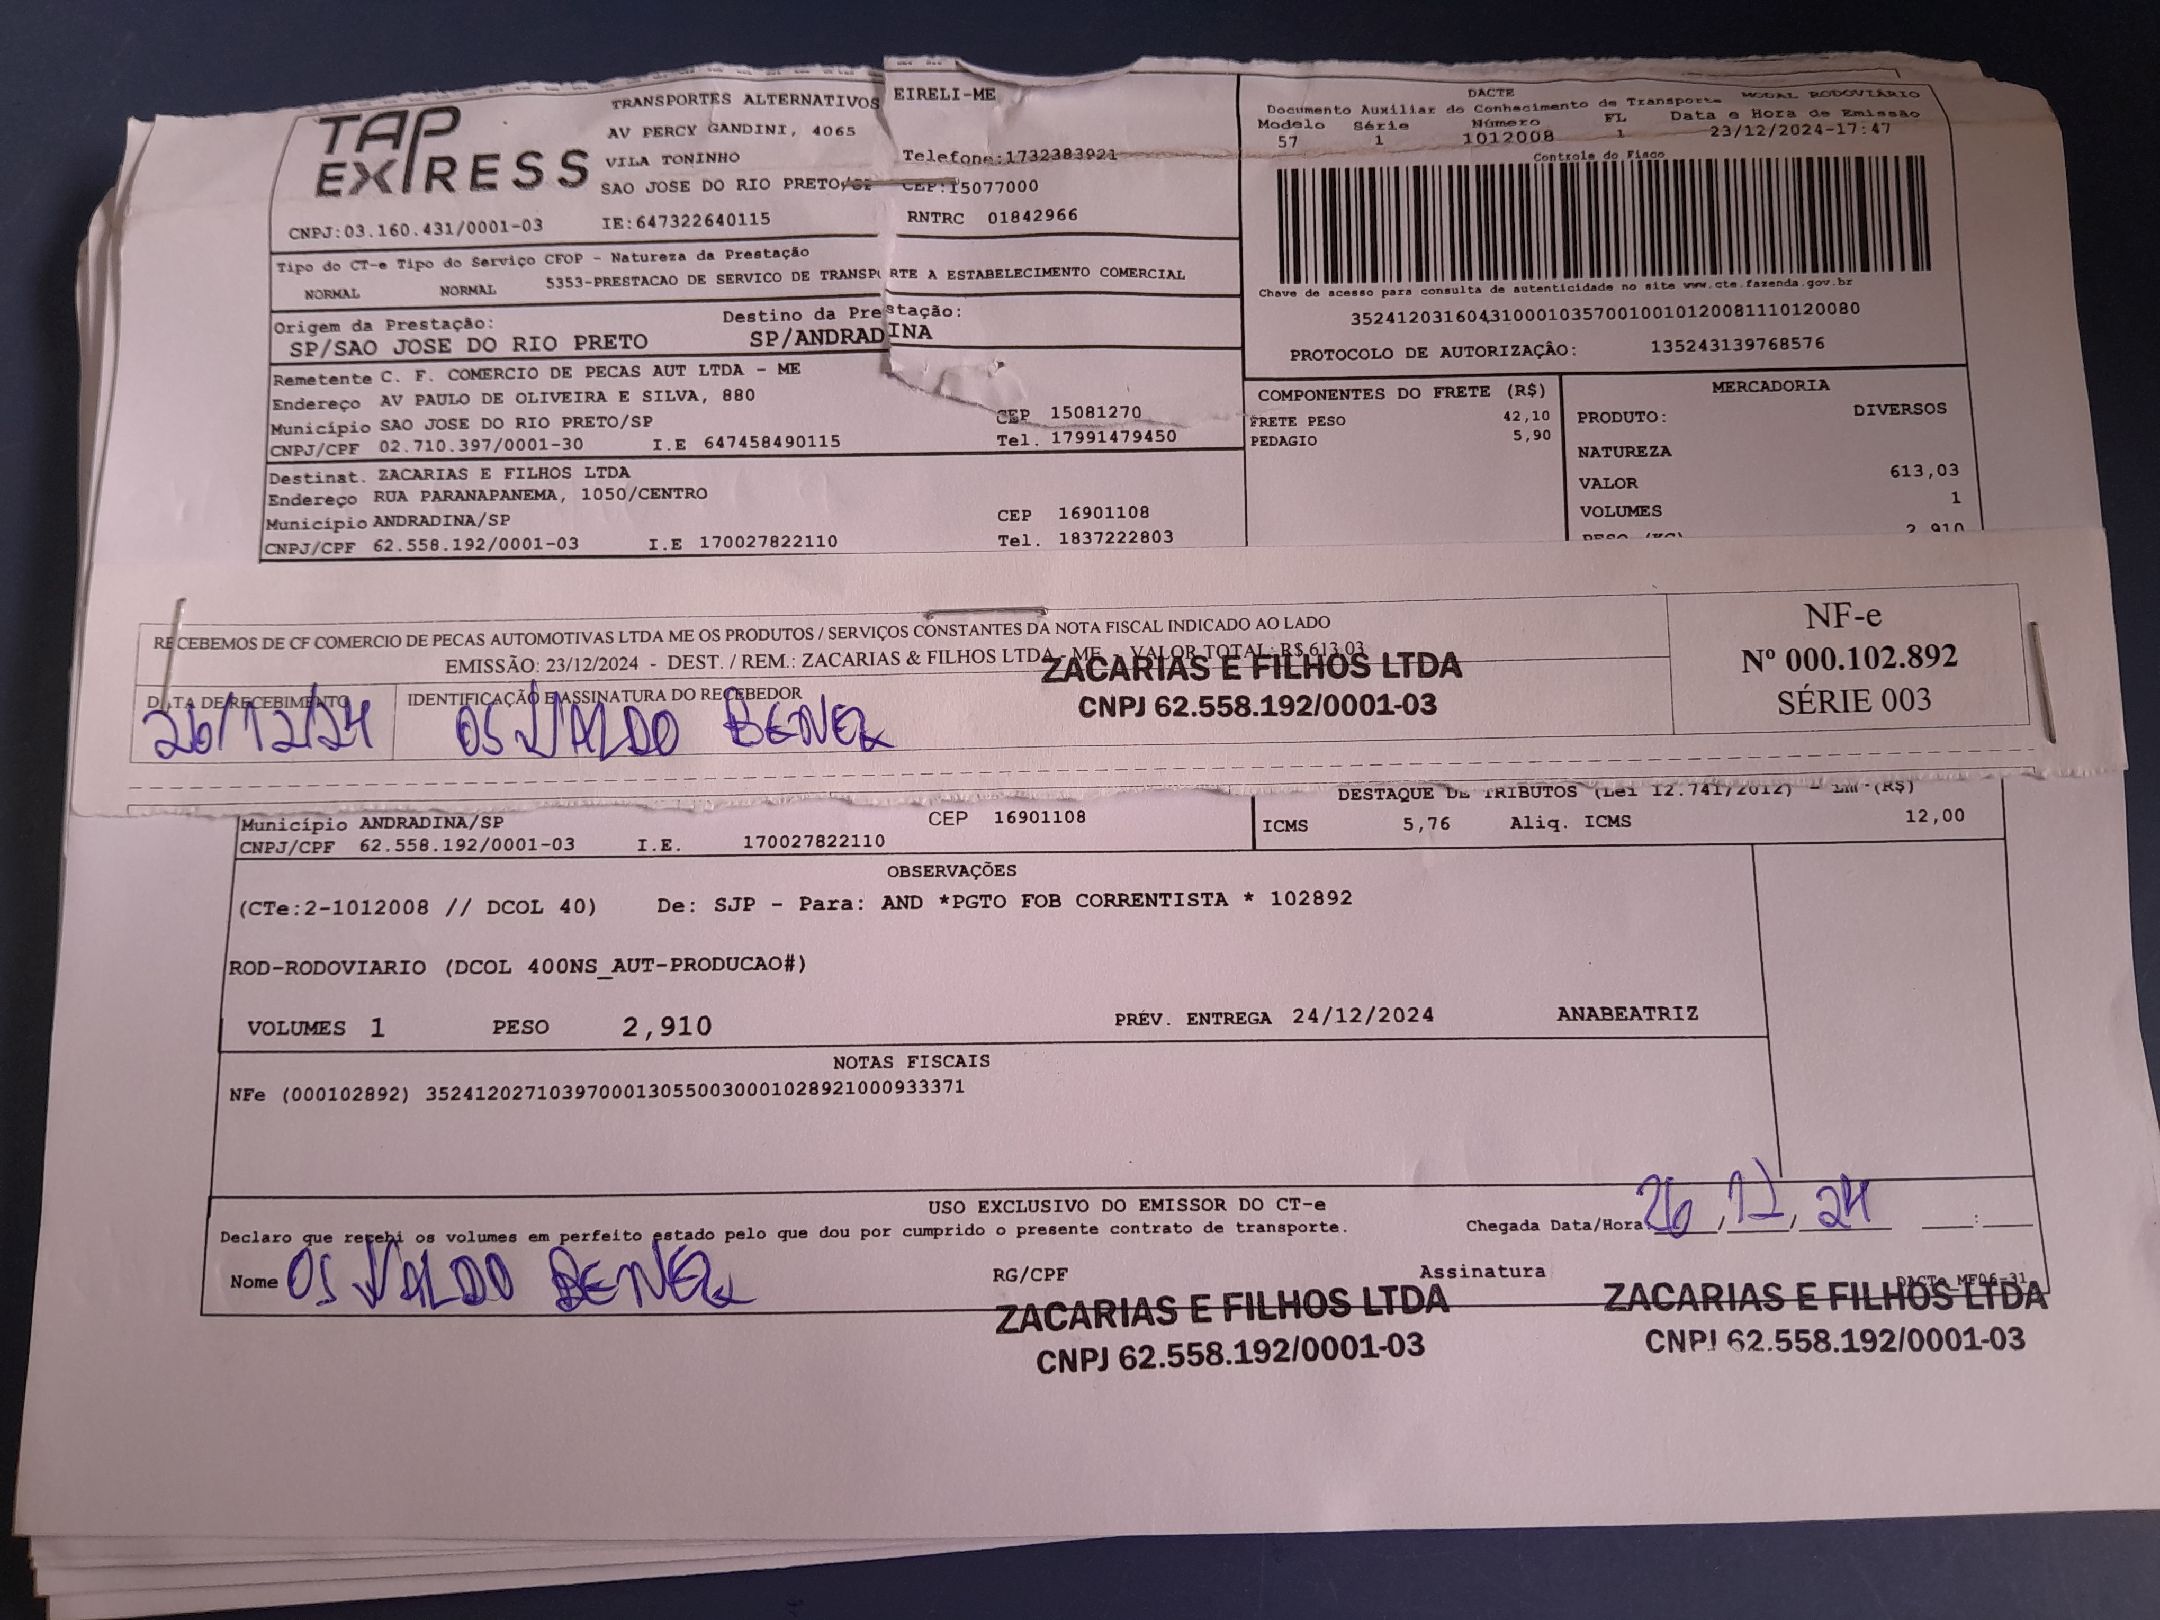 TAP EXPRESS
TRANSPORTES ALTERNATIVOS EIRELI-ME
AV PERCY GANDINI, 4065
VILA TONINHO Telefone:1732383921
SAO JOSE DO RIO PRETO/SP CEP:15077000
CNPJ:03.160.431/0001-03 IE:647322640115 RNTRC 01842966
DACTE MODAL RODOVIÁRIO
Documento Auxiliar do Conhecimento de Transporte
Modelo Série Número FL Data e Hora de Emissão
57 1 1012008 1 23/12/2024-17:47
Controle do Fisco
Chave de acesso para consulta de autenticidade no site www.cte.fazenda.gov.br
35241203160431000103570010010120081110120080
PROTOCOLO DE AUTORIZAÇÃO: 135243139768576
Tipo do CT-e Tipo do Serviço CFOP - Natureza da Prestação
NORMAL NORMAL 5353-PRESTACAO DE SERVICO DE TRANSPORTE A ESTABELECIMENTO COMERCIAL
Origem da Prestação: Destino da Prestação:
SP/SAO JOSE DO RIO PRETO SP/ANDRADINA
Remetente C. F. COMERCIO DE PECAS AUT LTDA - ME
Endereço AV PAULO DE OLIVEIRA E SILVA, 880
Município SAO JOSE DO RIO PRETO/SP CEP 15081270
CNPJ/CPF 02.710.397/0001-30 I.E 647458490115 Tel. 17991479450
Destinat. ZACARIAS E FILHOS LTDA
Endereço RUA PARANAPANEMA, 1050/CENTRO
Município ANDRADINA/SP CEP 16901108
CNPJ/CPF 62.558.192/0001-03 I.E 170027822110 Tel. 1837222803
COMPONENTES DO FRETE (R$)
FRETE PESO 42,10
PEDAGIO 5,90
MERCADORIA
PRODUTO: DIVERSOS
NATUREZA
VALOR 613,03
VOLUMES 1
PESO (KG) 2,910
RECEBEMOS DE CF COMERCIO DE PECAS AUTOMOTIVAS LTDA ME OS PRODUTOS / SERVIÇOS CONSTANTES DA NOTA FISCAL INDICADO AO LADO
EMISSÃO: 23/12/2024 - DEST. / REM.: ZACARIAS & FILHOS LTDA - ME - VALOR TOTAL: R$ 613,03
ZACARIAS E FILHOS LTDA
CNPJ 62.558.192/0001-03
DATA DE RECEBIMENTO IDENTIFICAÇÃO E ASSINATURA DO RECEBEDOR
26/12/24 OSVALDO BENEZ
NF-e
Nº 000.102.892
SÉRIE 003
Município ANDRADINA/SP CEP 16901108
CNPJ/CPF 62.558.192/0001-03 I.E. 170027822110
DESTAQUE DE TRIBUTOS (Lei 12.741/2012) - Em (R$)
ICMS 5,76 Aliq. ICMS 12,00
OBSERVAÇÕES
(CTe:2-1012008 // DCOL 40) De: SJP - Para: AND *PGTO FOB CORRENTISTA * 102892
ROD-RODOVIARIO (DCOL 400NS_AUT-PRODUCAO#)
VOLUMES 1 PESO 2,910 PRÉV. ENTREGA 24/12/2024 ANABEATRIZ
NOTAS FISCAIS
NFe (000102892) 35241202710397000130550030001028921000933371
USO EXCLUSIVO DO EMISSOR DO CT-e
Declaro que recebi os volumes em perfeito estado pelo que dou por cumprido o presente contrato de transporte. Chegada Data/Hora 26/12/24 __:__
Nome OSVALDO BENEZ RG/CPF Assinatura
DACTe MF06-31
ZACARIAS E FILHOS LTDA
CNPJ 62.558.192/0001-03
ZACARIAS E FILHOS LTDA
CNPJ 62.558.192/0001-03